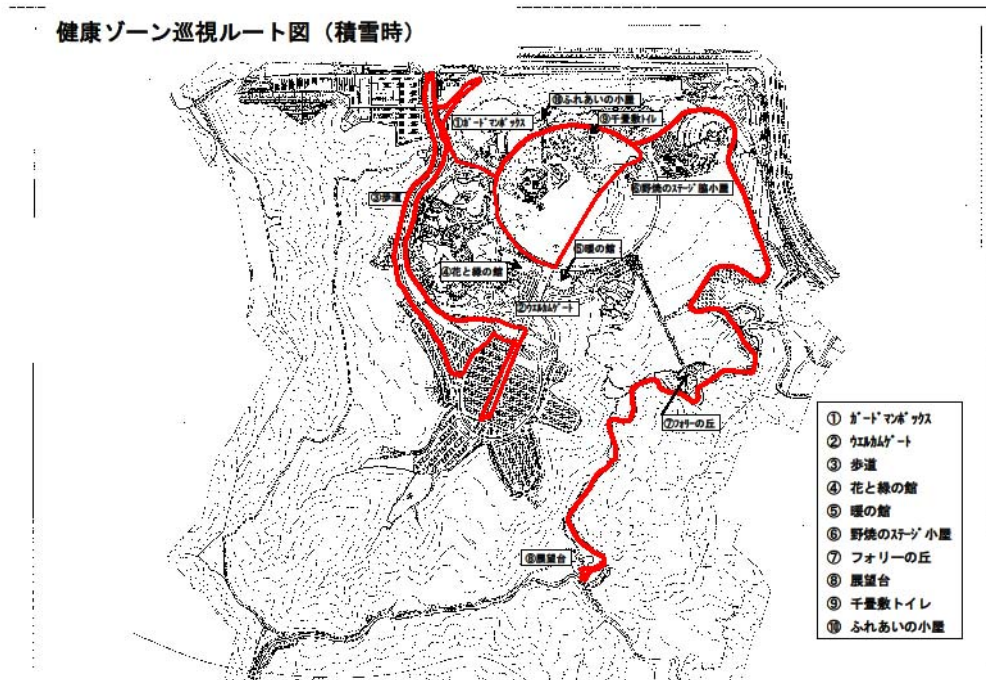 健康ゾーン巡視ルート図（積雪時）
⑩ふれあいの小屋
①ｶﾞｰﾄﾞﾏﾝﾎﾞｯｸｽ
⑨千畳敷トイレ
⑥野焼のｽﾃｰｼﾞ脇小屋
③歩道
⑤暖の館
④花と緑の館
②ｳｴﾙｶﾑｹﾞｰﾄ
⑦ﾌｫﾘｰの丘
⑧展望台
① ｶﾞｰﾄﾞﾏﾝﾎﾞｯｸｽ
② ｳｴﾙｶﾑｹﾞｰﾄ
③ 歩道
④ 花と緑の館
⑤ 暖の館
⑥ 野焼のｽﾃｰｼﾞ小屋
⑦ フォリーの丘
⑧ 展望台
⑨ 千畳敷トイレ
⑩ ふれあいの小屋